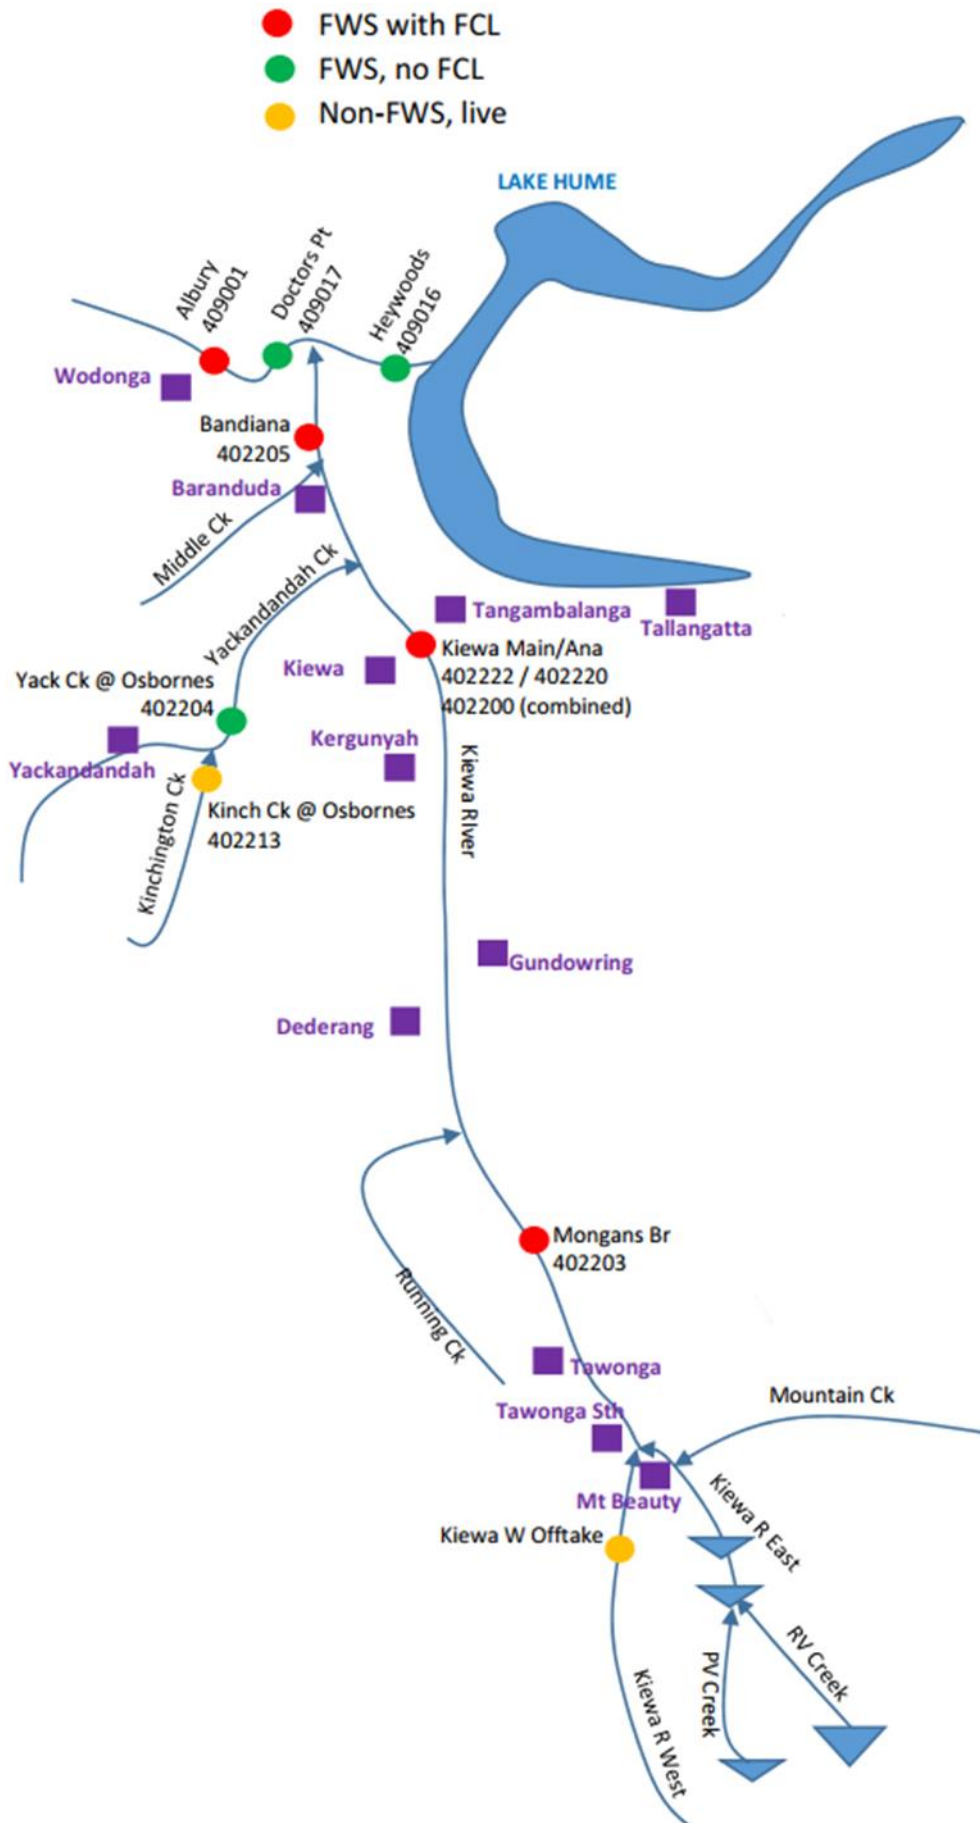 FWS with FCL
FWS, no FCL
Non-FWS, live
LAKE HUME
Albury
409001
Doctors Pt
409017
Heywoods
409016
Wodonga
Bandiana
402205
Baranduda
Middle Ck
Yackandandah Ck
Tangambalanga
Tallangatta
Kiewa Main/Ana
402222 / 402220
402200 (combined)
Kiewa
Yack Ck @ Osbornes
402204
Kergunyah
Yackandandah
Kiewa RIver
Kinch Ck @ Osbornes
402213
Kinchington Ck
Gundowring
Dederang
Mongans Br
402203
Running Ck
Tawonga
Tawonga Sth
Mountain Ck
Mt Beauty
Kiewa R East
Kiewa W Offtake
RV Creek
PV Creek
Kiewa R West